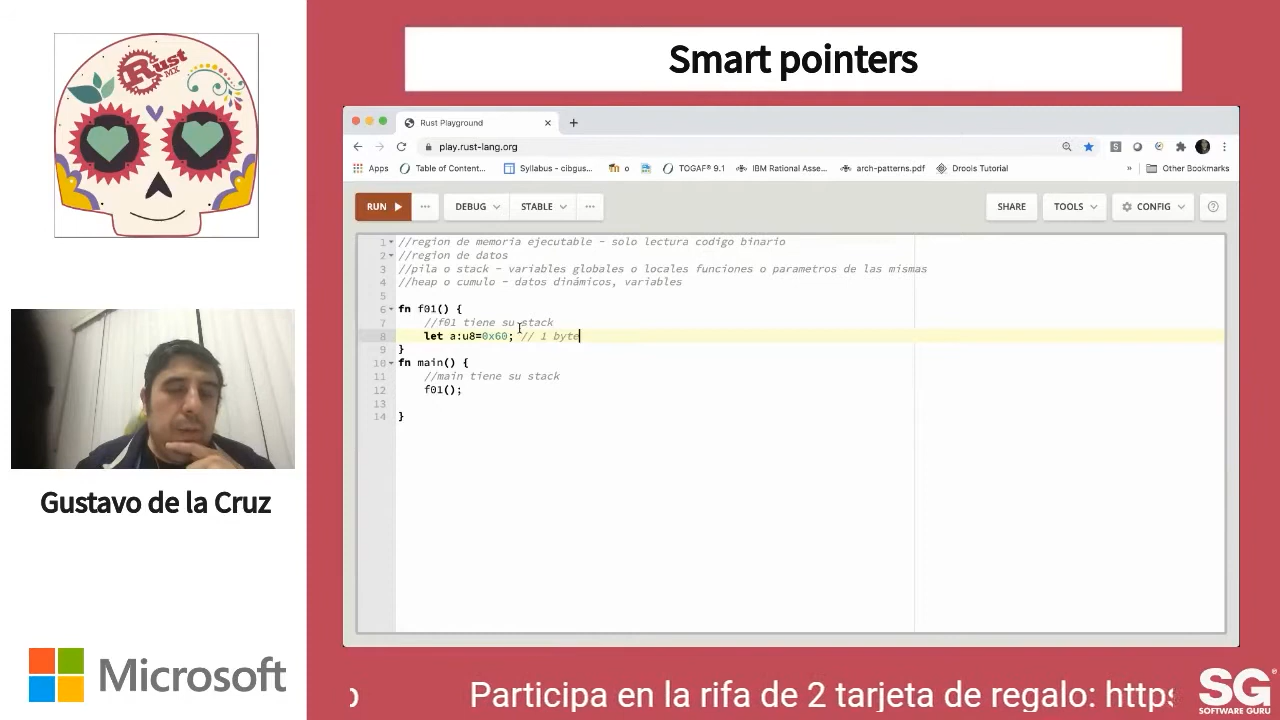 Rust
MX
Smart pointers
Rust Playground
play.rust-lang.org
Apps
Table of Content...
Syllabus - cibgus...
TOGAF® 9.1
IBM Rational Asse...
arch-patterns.pdf
Drools Tutorial
»
Other Bookmarks
RUN
DEBUG
STABLE
SHARE
TOOLS
CONFIG
1 //region de memoria ejecutable - solo lectura codigo binario
2 //region de datos
3 //pila o stack - variables globales o locales funciones o parametros de las mismas
4 //heap o cumulo - datos dinámicos, variables
5
6 fn f01() {
7 //f01 tiene su stack
8 let a:u8=0x60; // 1 byte
9 }
10 fn main() {
11 //main tiene su stack
12 f01();
13
14 }
Gustavo de la Cruz
Microsoft
Participa en la rifa de 2 tarjeta de regalo: https
SG
SOFTWARE GURU